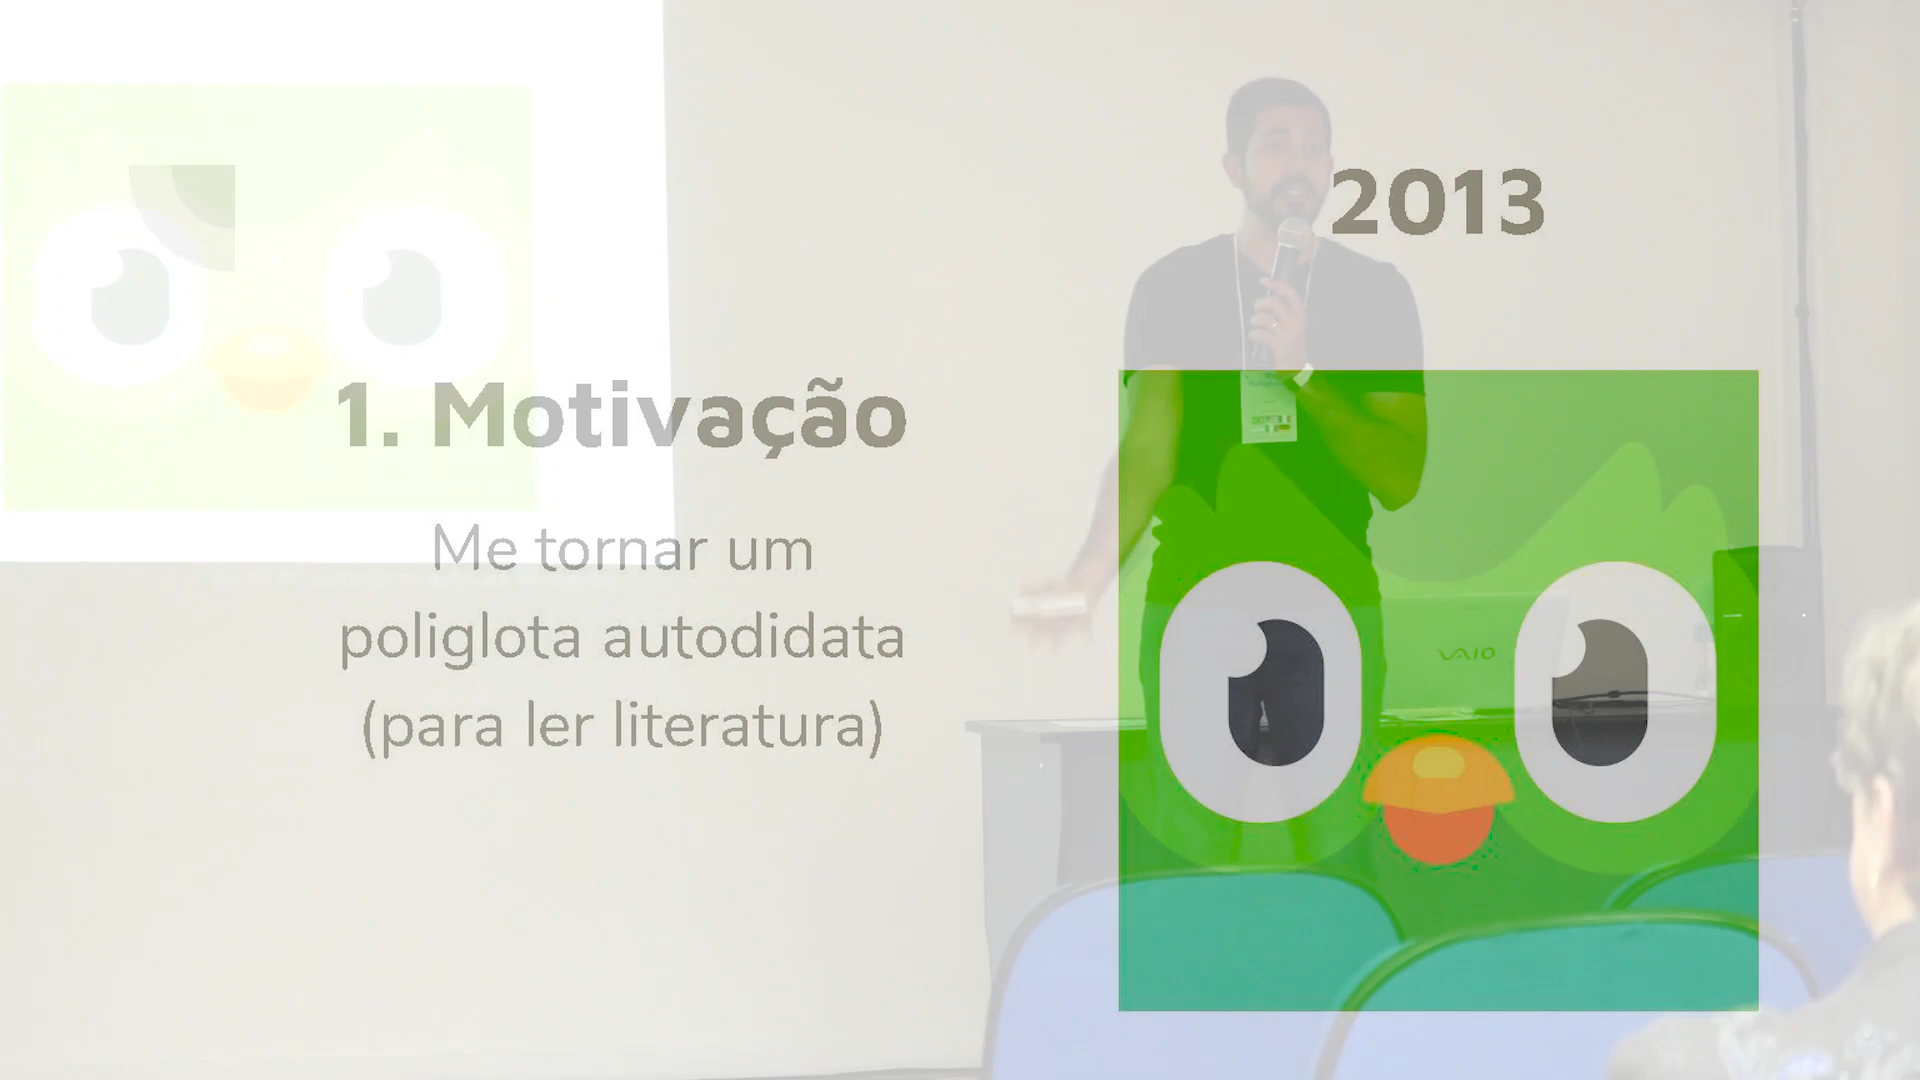 2013
1. Motivação
Me tornar um
poliglota autodidata
(para ler literatura)
VAIO